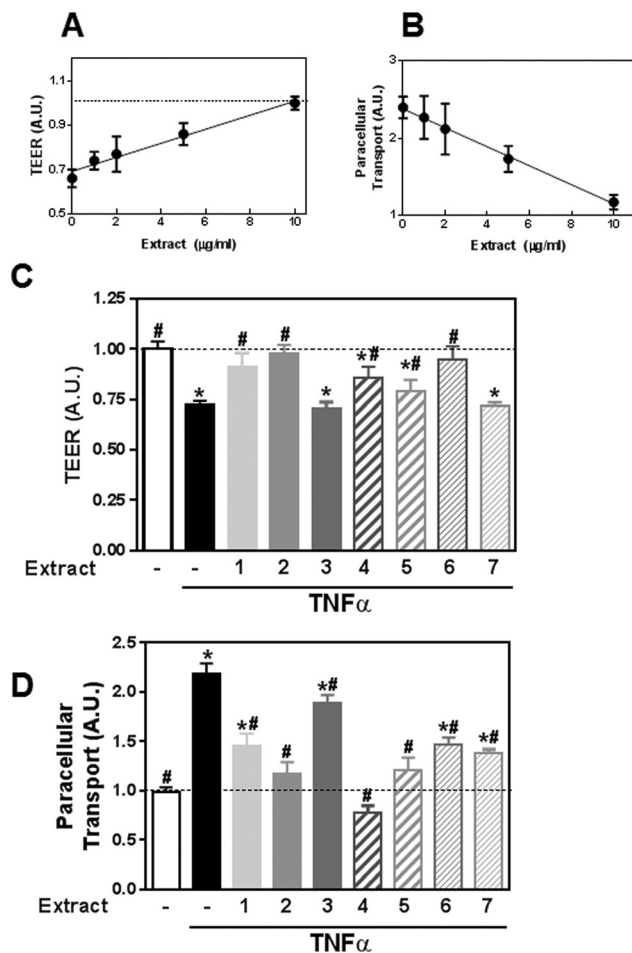 A
B
TEER (A.U.)
1.1
0.9
0.7
0.5
0 2 4 6 8 10
Extract (µg/ml)
Paracellular
Transport (A.U.)
3
2
1
0 2 4 6 8 10
Extract (µg/ml)
C
TEER (A.U.)
1.25
1.00
0.75
0.50
0.25
0.00
# * # # * *# *# # *
Extract - - 1 2 3 4 5 6 7
TNFα
D
Paracellular
Transport (A.U.)
2.5
2.0
1.5
1.0
0.5
0.0
# * *# # *# # # *# *#
Extract - - 1 2 3 4 5 6 7
TNFα